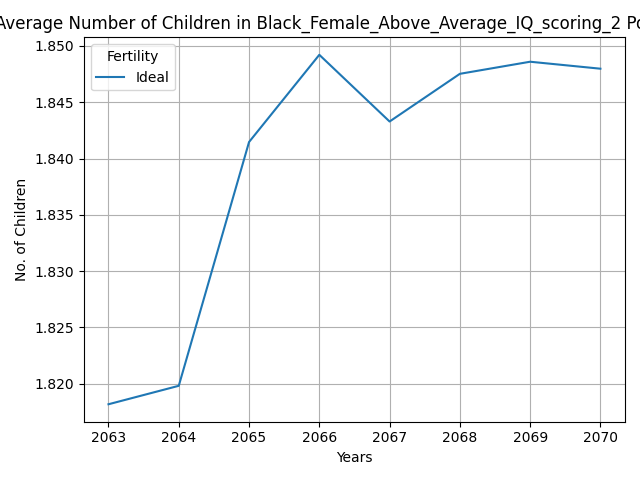 Average Number of Children in Black_Female_Above_Average_IQ_scoring_2 Po
Fertility
Ideal
1.850
1.845
1.840
1.835
1.830
1.825
1.820
No. of Children
2063 2064 2065 2066 2067 2068 2069 2070
Years